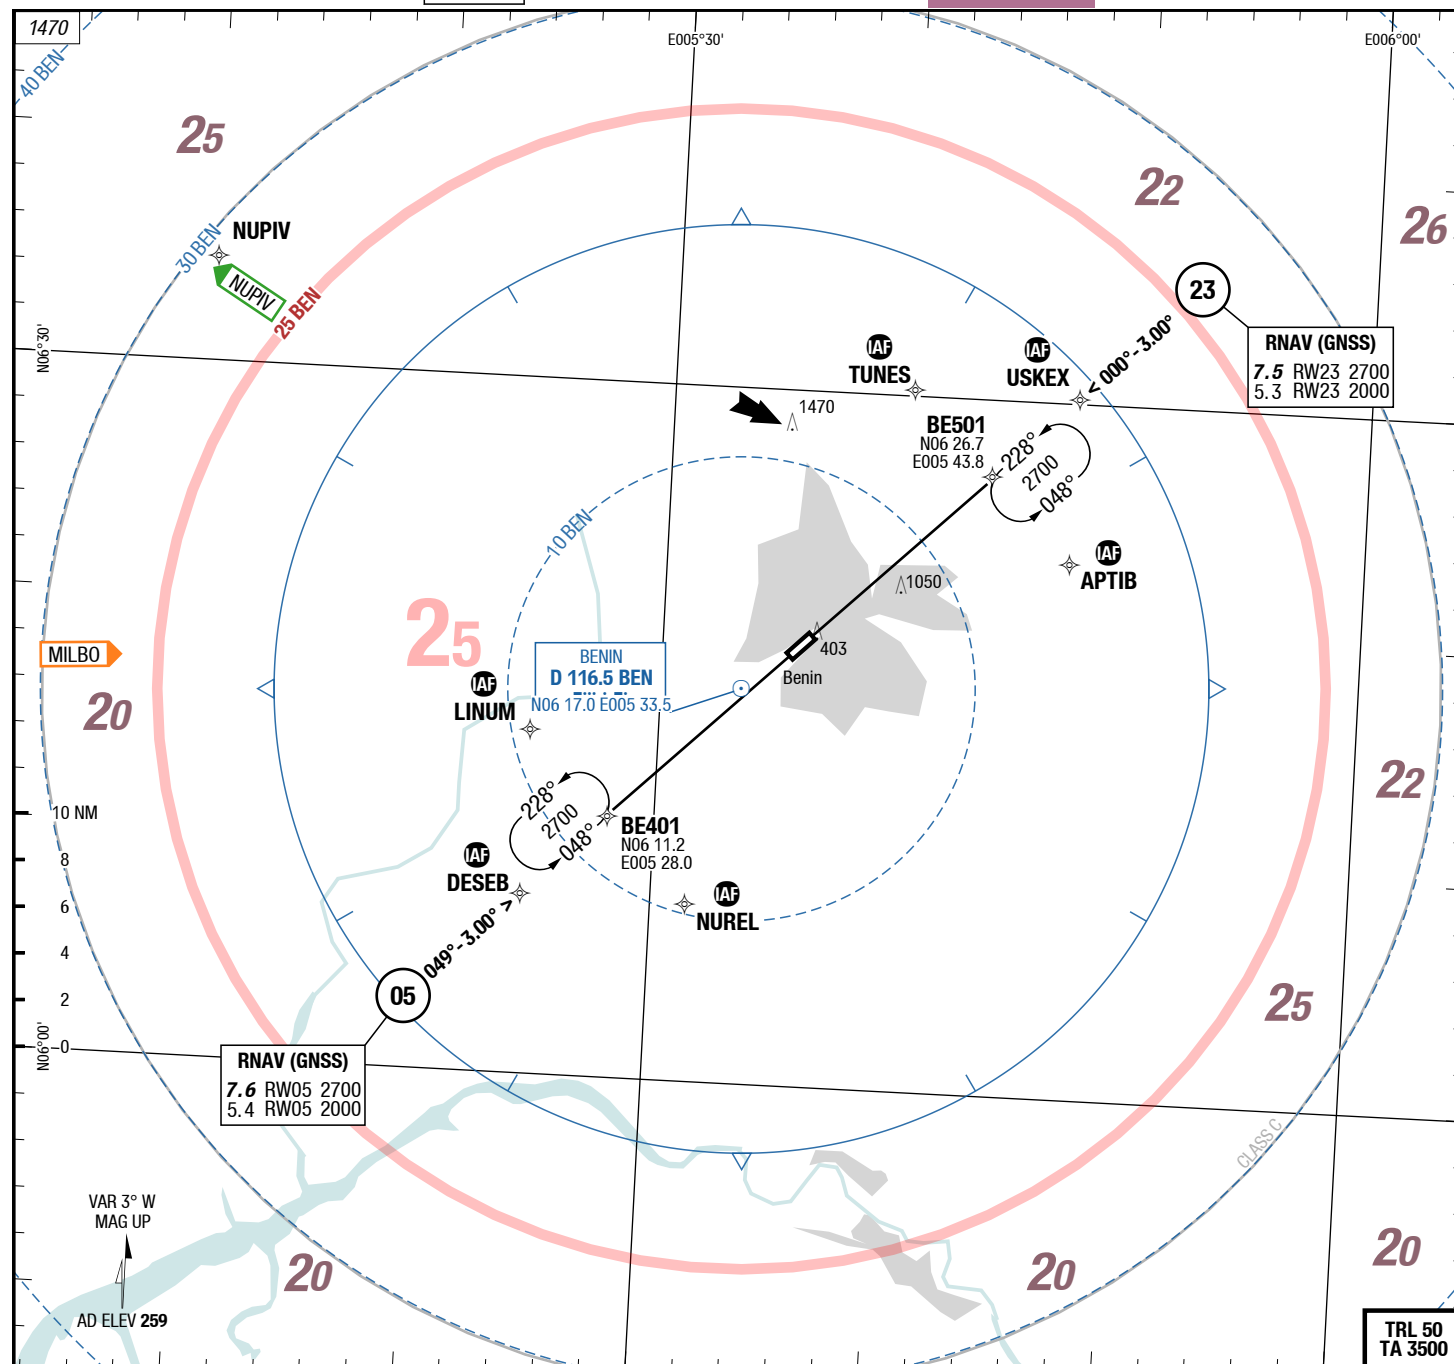 1470
E005°30'
E006°00'
40 BEN
25
22
26
NUPIV
30 BEN
NUPIV
25 BEN
23
RNAV (GNSS)
7.5 RW23 2700
5.3 RW23 2000
< 000°- 3.00°
N06°30'
IAF
TUNES
IAF
USKEX
1470
BE501
N06 26.7
E005 43.8
228°
2700
048°
10 BEN
IAF
APTIB
1050
25
403
Benin
MILBO
20
BENIN
D 116.5 BEN
N06 17.0 E005 33.5
IAF
LINUM
22
228°
2700
048°
BE401
N06 11.2
E005 28.0
10 NM
8
6
4
2
0
IAF
DESEB
IAF
NUREL
049°- 3.00° >
05
25
N06°00'
RNAV (GNSS)
7.6 RW05 2700
5.4 RW05 2000
CLASS C
VAR 3° W
MAG UP
AD ELEV 259
20
20
20
TRL 50
TA 3500